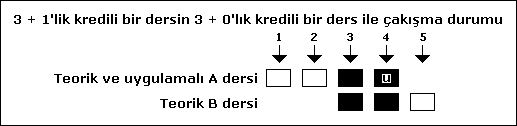 3 + 1'lik kredili bir dersin 3 + 0'lık kredili bir ders ile çakışma durumu
1 2 3 4 5
Teorik ve uygulamalı A dersi
Teorik B dersi